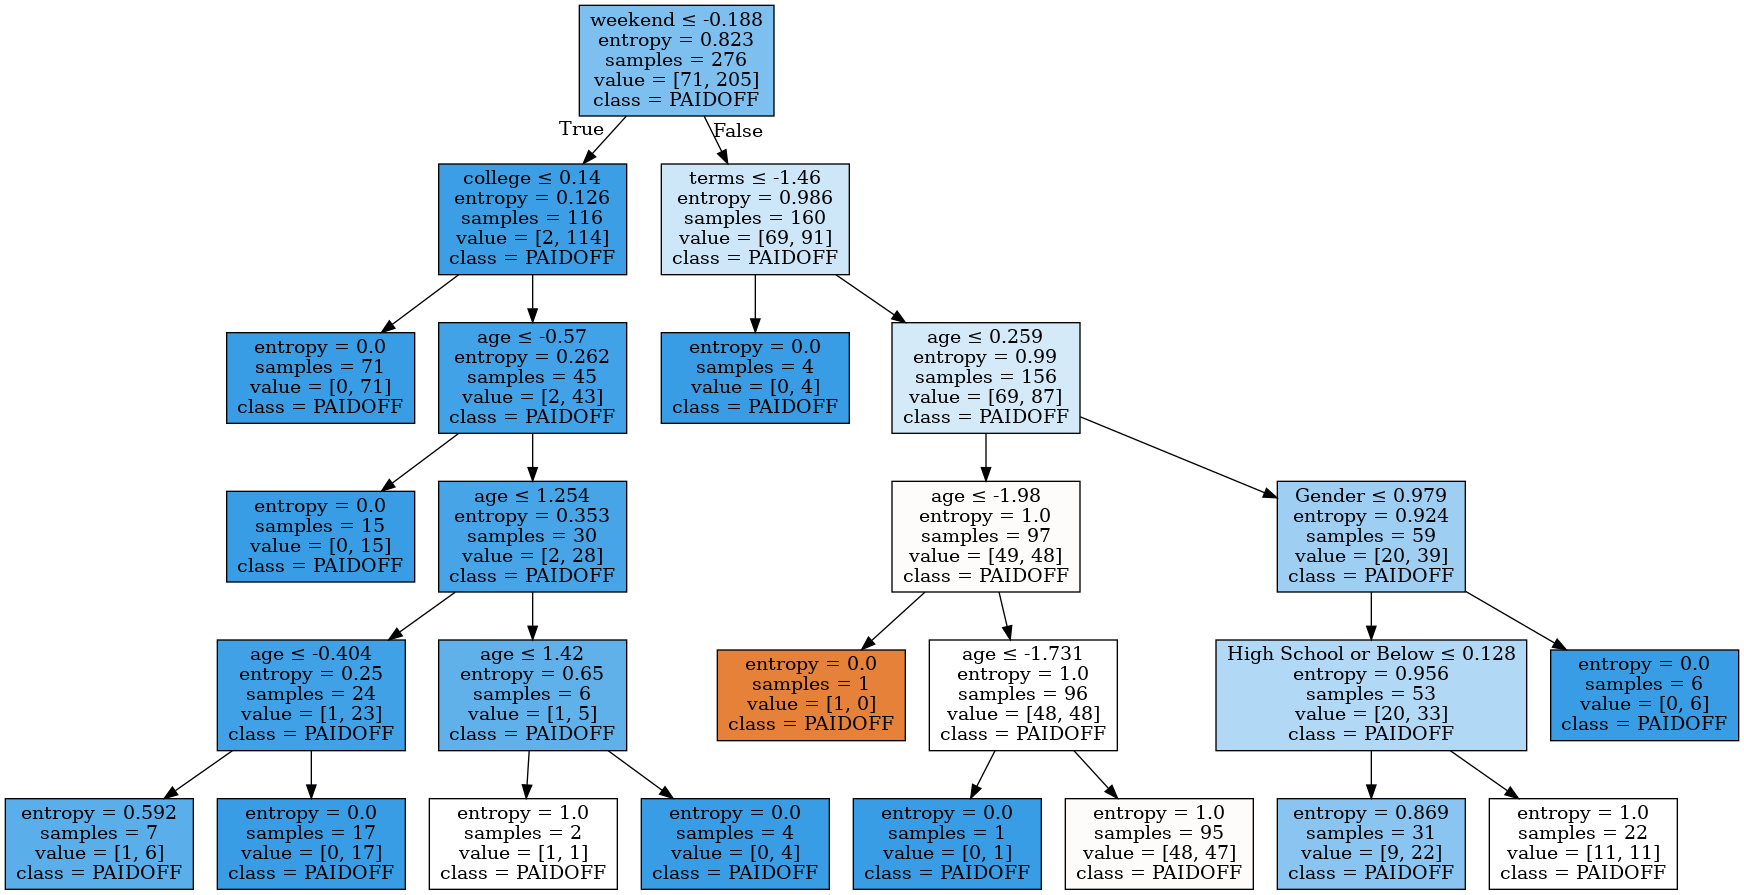 weekend ≤ -0.188
entropy = 0.823
samples = 276
value = [71, 205]
class = PAIDOFF
True
False
college ≤ 0.14
entropy = 0.126
samples = 116
value = [2, 114]
class = PAIDOFF
terms ≤ -1.46
entropy = 0.986
samples = 160
value = [69, 91]
class = PAIDOFF
entropy = 0.0
samples = 71
value = [0, 71]
class = PAIDOFF
age ≤ -0.57
entropy = 0.262
samples = 45
value = [2, 43]
class = PAIDOFF
entropy = 0.0
samples = 4
value = [0, 4]
class = PAIDOFF
age ≤ 0.259
entropy = 0.99
samples = 156
value = [69, 87]
class = PAIDOFF
entropy = 0.0
samples = 15
value = [0, 15]
class = PAIDOFF
age ≤ 1.254
entropy = 0.353
samples = 30
value = [2, 28]
class = PAIDOFF
age ≤ -1.98
entropy = 1.0
samples = 97
value = [49, 48]
class = PAIDOFF
Gender ≤ 0.979
entropy = 0.924
samples = 59
value = [20, 39]
class = PAIDOFF
age ≤ -0.404
entropy = 0.25
samples = 24
value = [1, 23]
class = PAIDOFF
age ≤ 1.42
entropy = 0.65
samples = 6
value = [1, 5]
class = PAIDOFF
entropy = 0.0
samples = 1
value = [1, 0]
class = PAIDOFF
age ≤ -1.731
entropy = 1.0
samples = 96
value = [48, 48]
class = PAIDOFF
High School or Below ≤ 0.128
entropy = 0.956
samples = 53
value = [20, 33]
class = PAIDOFF
entropy = 0.0
samples = 6
value = [0, 6]
class = PAIDOFF
entropy = 0.592
samples = 7
value = [1, 6]
class = PAIDOFF
entropy = 0.0
samples = 17
value = [0, 17]
class = PAIDOFF
entropy = 1.0
samples = 2
value = [1, 1]
class = PAIDOFF
entropy = 0.0
samples = 4
value = [0, 4]
class = PAIDOFF
entropy = 0.0
samples = 1
value = [0, 1]
class = PAIDOFF
entropy = 1.0
samples = 95
value = [48, 47]
class = PAIDOFF
entropy = 0.869
samples = 31
value = [9, 22]
class = PAIDOFF
entropy = 1.0
samples = 22
value = [11, 11]
class = PAIDOFF